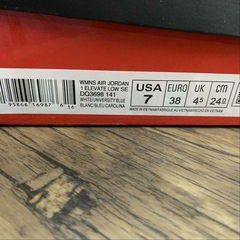 WMNS AIR JORDAN
1 ELEVATE LOW SE
DQ3698 141
WHITE/UNIVERSITY BLUE
BLANC/BLEU CAROLINA
USA
7
EURO
38
UK
4.5
CM
24